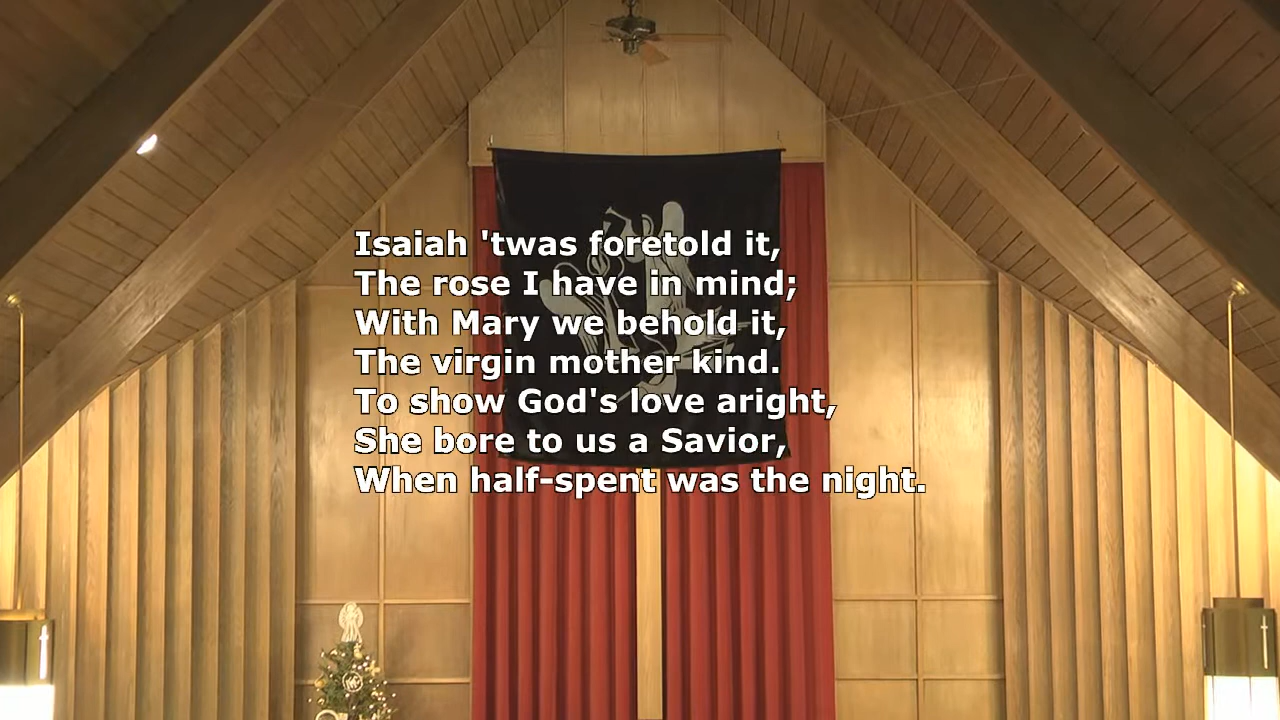 Isaiah 'twas foretold it,
The rose I have in mind;
With Mary we behold it,
The virgin mother kind.
To show God's love aright,
She bore to us a Savior,
When half-spent was the night.